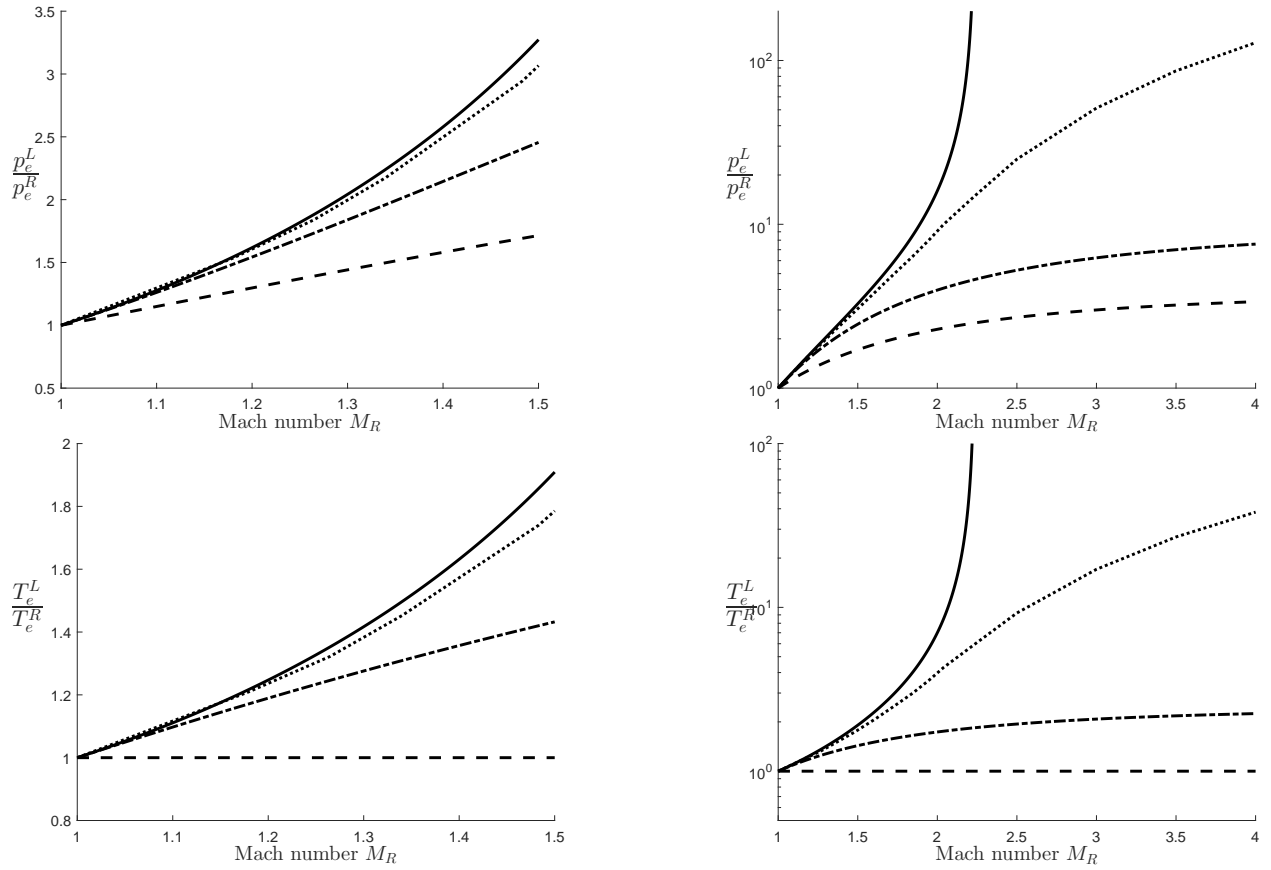 3.5
3
2.5
2
1.5
1
0.5
p_e^L
p_e^R
1 1.1 1.2 1.3 1.4 1.5
Mach number M_R
10^2
10^1
10^0
p_e^L
p_e^R
1 1.5 2 2.5 3 3.5 4
Mach number M_R
2
1.8
1.6
1.4
1.2
1
0.8
T_e^L
T_e^R
1 1.1 1.2 1.3 1.4 1.5
Mach number M_R
10^2
10^1
10^0
T_e^L
T_e^R
1 1.5 2 2.5 3 3.5 4
Mach number M_R